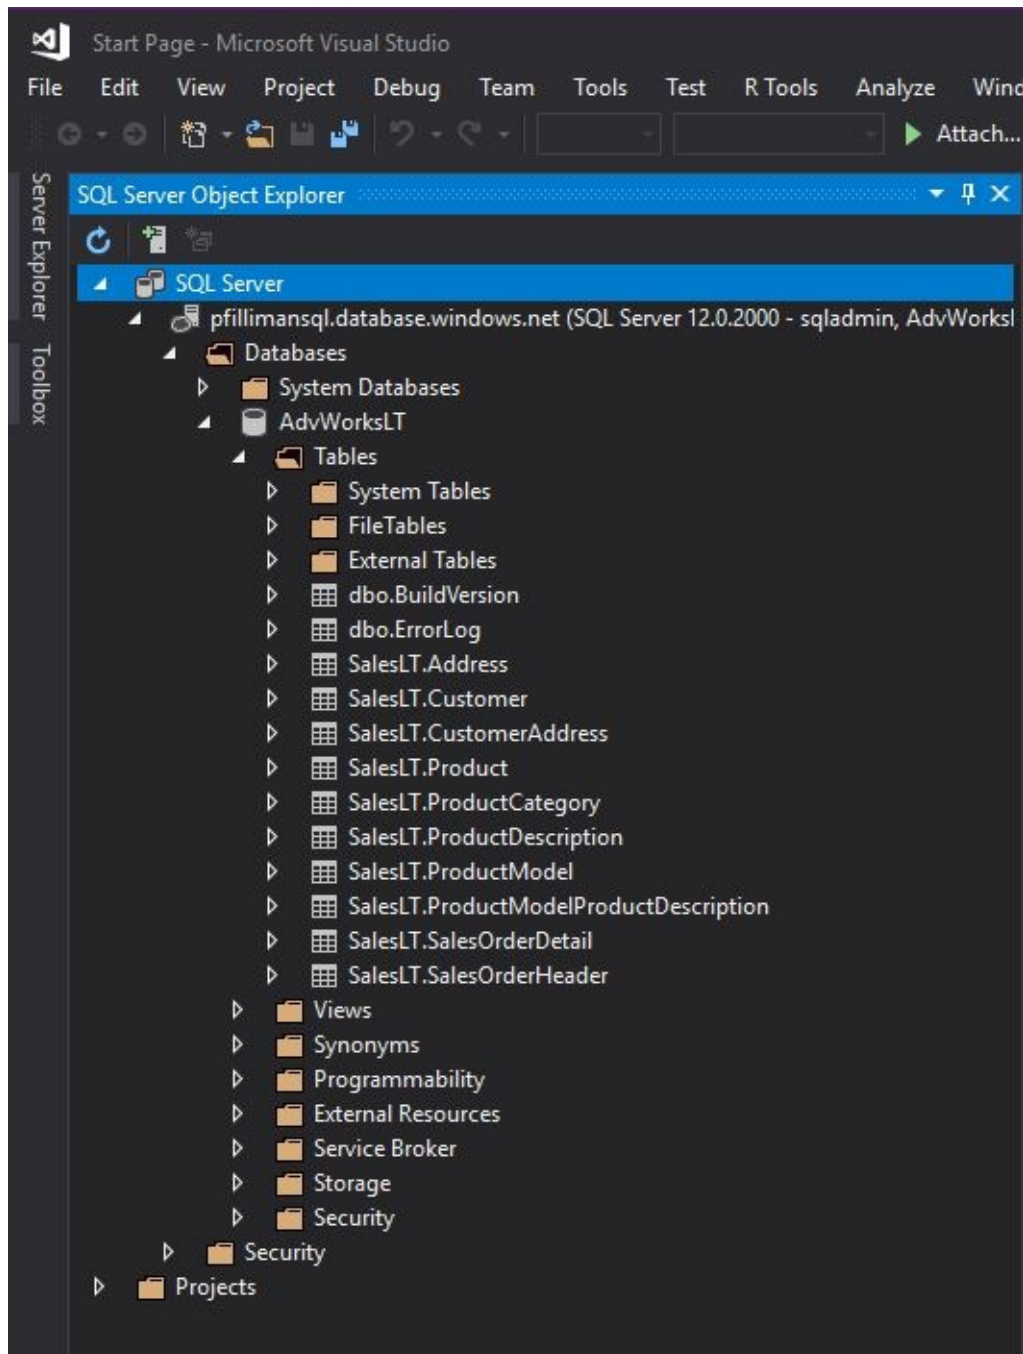 Start Page - Microsoft Visual Studio
File Edit View Project Debug Team Tools Test R Tools Analyze Wind
Attach...
Server Explorer
Toolbox
SQL Server Object Explorer
SQL Server
pfillimansql.database.windows.net (SQL Server 12.0.2000 - sqladmin, AdvWorksl
Databases
System Databases
AdvWorksLT
Tables
System Tables
FileTables
External Tables
dbo.BuildVersion
dbo.ErrorLog
SalesLT.Address
SalesLT.Customer
SalesLT.CustomerAddress
SalesLT.Product
SalesLT.ProductCategory
SalesLT.ProductDescription
SalesLT.ProductModel
SalesLT.ProductModelProductDescription
SalesLT.SalesOrderDetail
SalesLT.SalesOrderHeader
Views
Synonyms
Programmability
External Resources
Service Broker
Storage
Security
Security
Projects